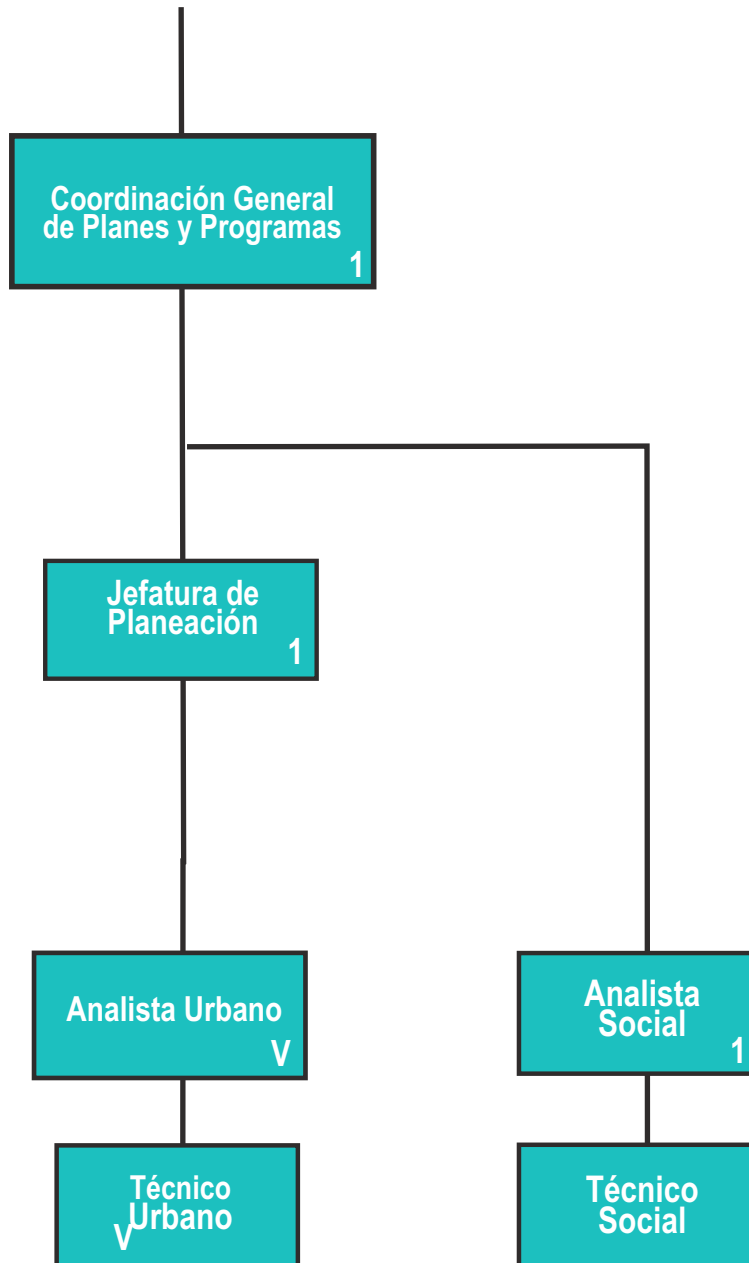 Coordinación General
de Planes y Programas
1
Jefatura de
Planeación
1
Analista Urbano
V
Analista
Social
1
Técnico
Urbano
V
Técnico
Social